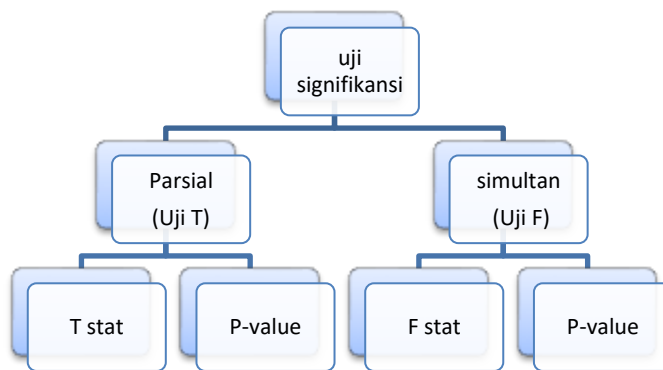 uji
signifikansi
Parsial
(Uji T)
simultan
(Uji F)
T stat
P-value
F stat
P-value